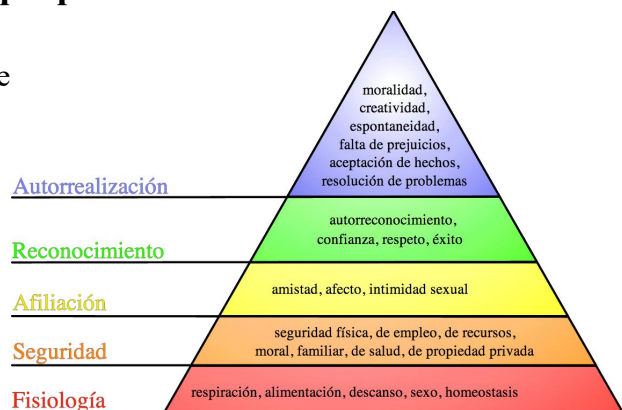 e
moralidad,
creatividad,
espontaneidad,
falta de prejuicios,
aceptación de hechos,
resolución de problemas
Autorrealización
autorreconocimiento,
confianza, respeto, éxito
Reconocimiento
amistad, afecto, intimidad sexual
Afiliación
seguridad física, de empleo, de recursos,
moral, familiar, de salud, de propiedad privada
Seguridad
respiración, alimentación, descanso, sexo, homeostasis
Fisiología